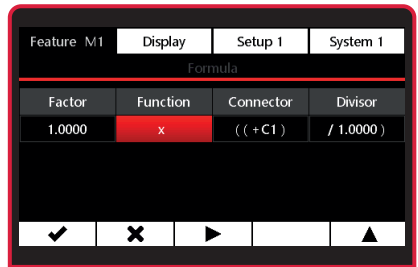 Feature M1 Display Setup 1 System 1
Formula
Factor Function Connector Divisor
1.0000 x ( ( + C1 ) / 1.0000 )